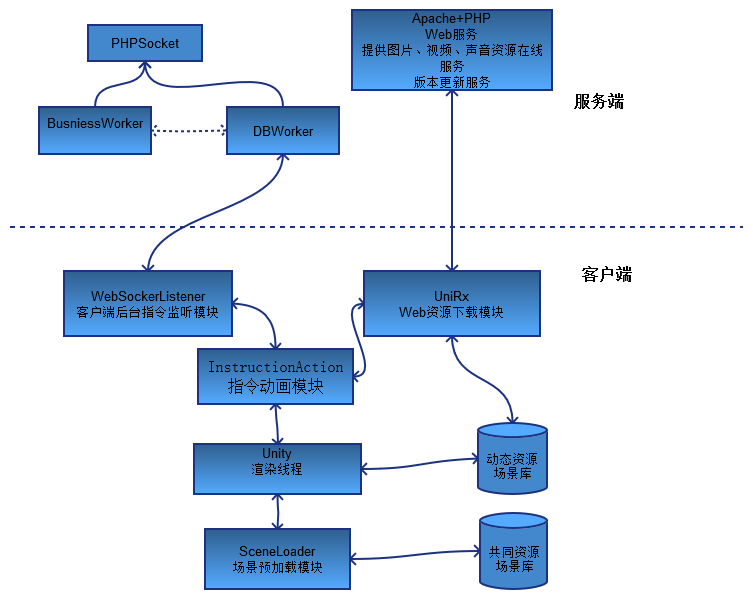 Apache+PHP
Web服务
提供图片、视频、声音资源在线
服务
版本更新服务
PHPSocket
服务端
BusniessWorker
DBWorker
客户端
WebSockerListener
客户端后台指令监听模块
UniRx
Web资源下载模块
InstructionAction
指令动画模块
Unity
渲染线程
动态资源
场景库
SceneLoader
场景预加载模块
共同资源
场景库